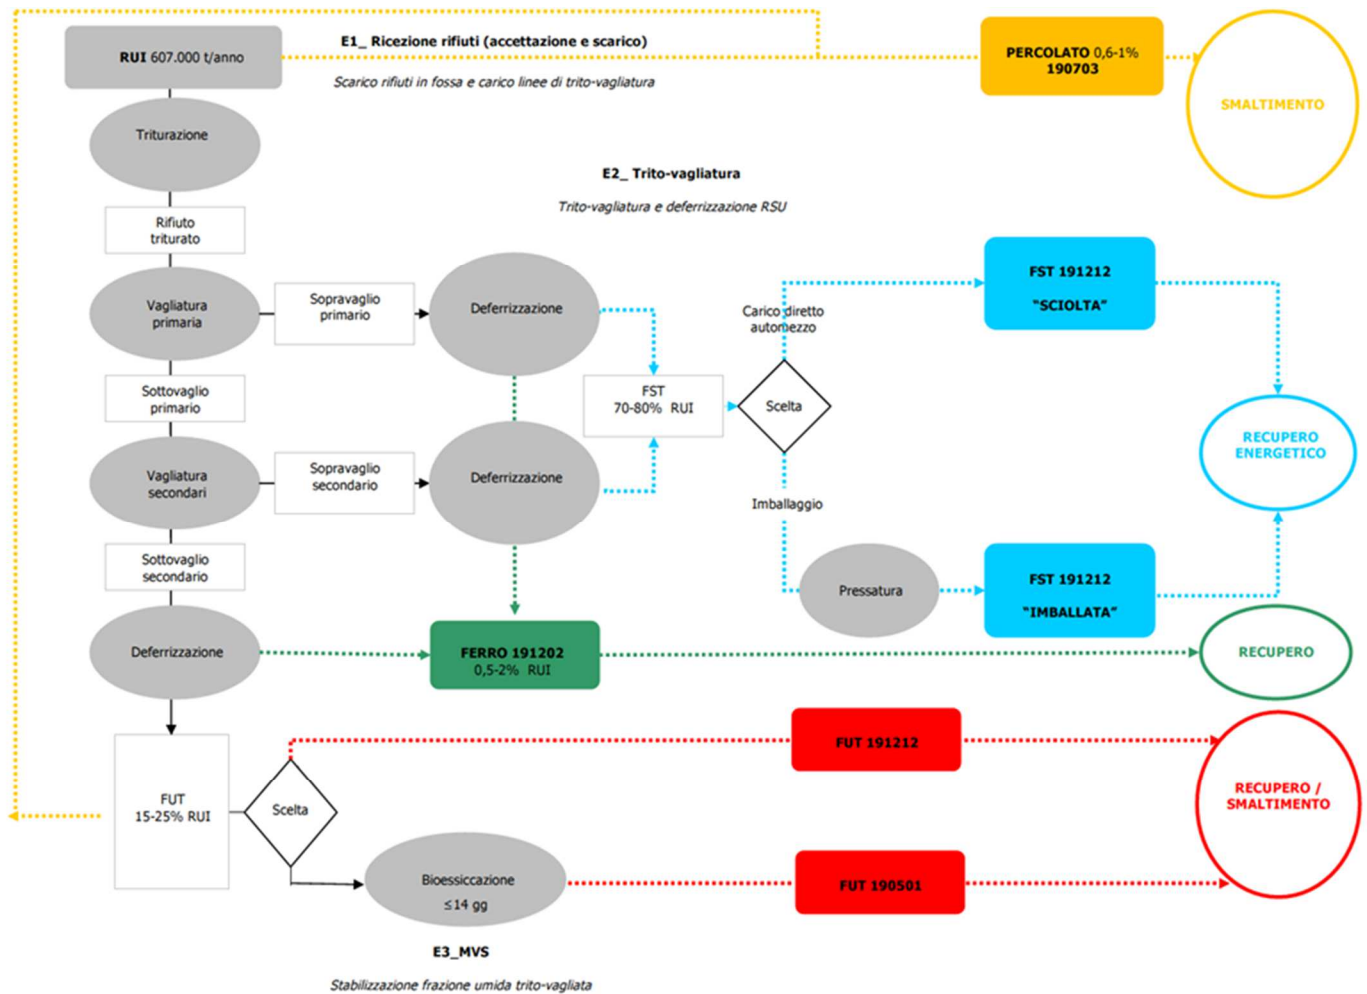 E1_ Ricezione rifiuti (accettazione e scarico)
RUI 607.000 t/anno
PERCOLATO 0,6-1%
190703
Scarico rifiuti in fossa e carico linee di trito-vagliatura
SMALTIMENTO
Triturazione
E2_ Trito-vagliatura
Trito-vagliatura e deferrizzazione RSU
Rifiuto
triturato
FST 191212
"SCIOLTA"
Vagliatura
primaria
Sopravaglio
primario
Deferrizzazione
Carico diretto
automezzo
Sottovaglio
primario
FST
70-80% RUI
Scelta
RECUPERO
ENERGETICO
Vagliatura
secondari
Sopravaglio
secondario
Deferrizzazione
Imballaggio
Sottovaglio
secondario
Pressatura
FST 191212
"IMBALLATA"
Deferrizzazione
FERRO 191202
0,5-2% RUI
RECUPERO
FUT 191212
FUT
15-25% RUI
Scelta
RECUPERO /
SMALTIMENTO
Bioessiccazione
≤14 gg
FUT 190501
E3_MVS
Stabilizzazione frazione umida trito-vagliata